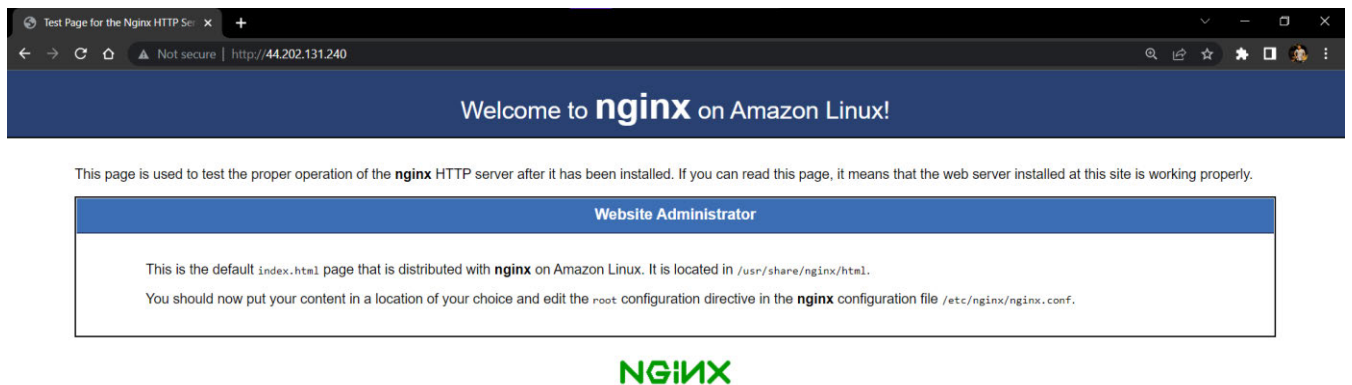 Test Page for the Nginx HTTP Ser
Not secure | http://44.202.131.240
Welcome to nginx on Amazon Linux!
This page is used to test the proper operation of the nginx HTTP server after it has been installed. If you can read this page, it means that the web server installed at this site is working properly.
Website Administrator
This is the default index.html page that is distributed with nginx on Amazon Linux. It is located in /usr/share/nginx/html.
You should now put your content in a location of your choice and edit the root configuration directive in the nginx configuration file /etc/nginx/nginx.conf.
NGINX